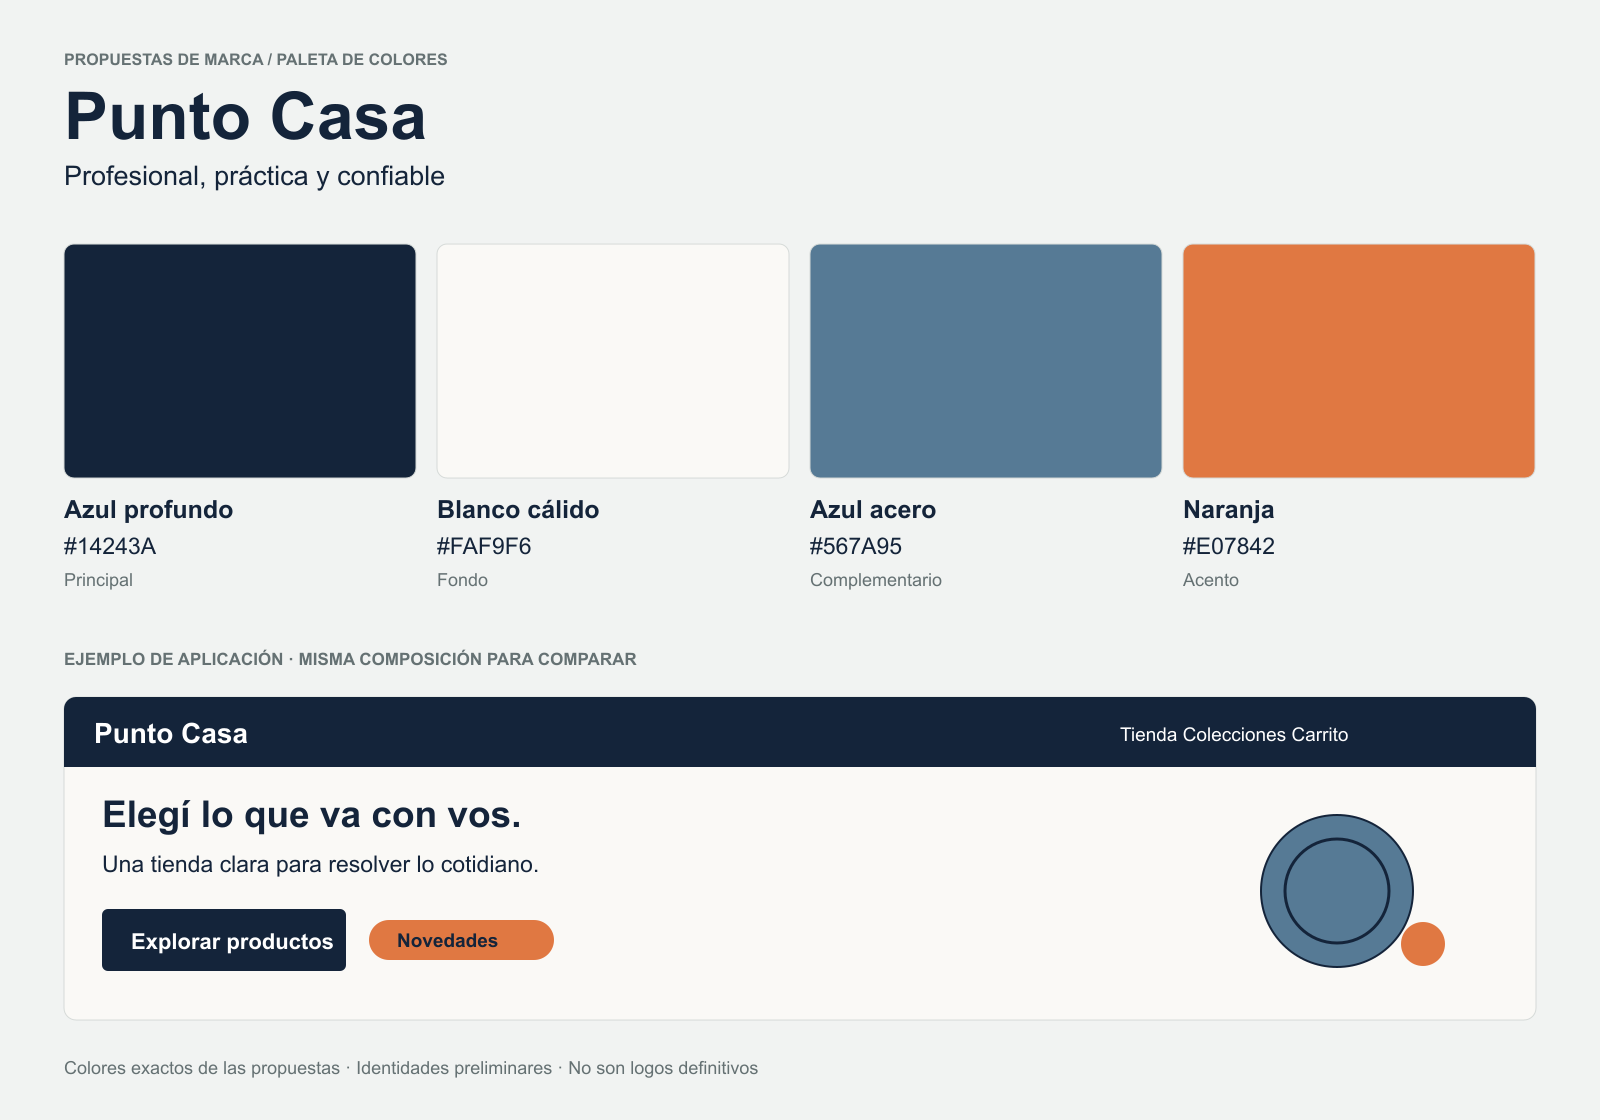 PROPUESTAS DE MARCA / PALETA DE COLORES
Punto Casa
Profesional, práctica y confiable
Azul profundo
#14243A
Principal
Blanco cálido
#FAF9F6
Fondo
Azul acero
#567A95
Complementario
Naranja
#E07842
Acento
EJEMPLO DE APLICACIÓN · MISMA COMPOSICIÓN PARA COMPARAR
Punto Casa
Tienda Colecciones Carrito
Elegí lo que va con vos.
Una tienda clara para resolver lo cotidiano.
Explorar productos
Novedades
Colores exactos de las propuestas · Identidades preliminares · No son logos definitivos